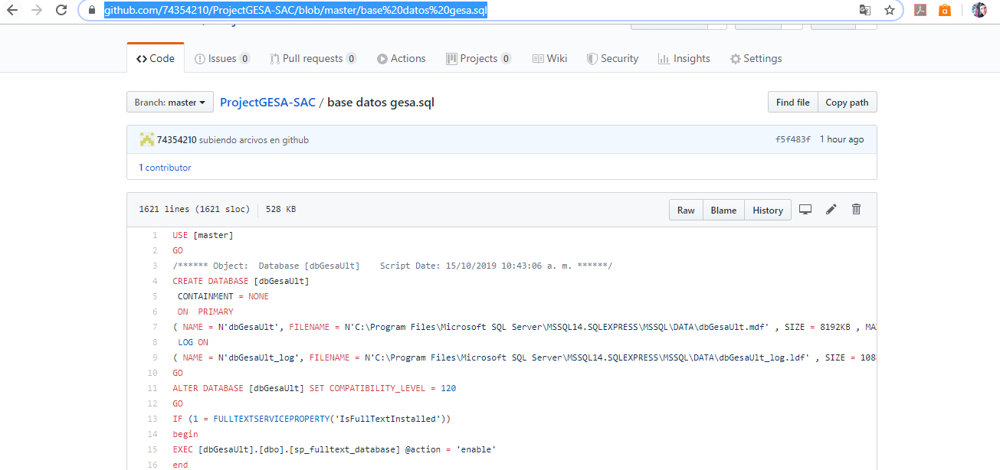 github.com/74354210/ProjectGESA-SAC/blob/master/base%20datos%20gesa.sql
Code Issues 0 Pull requests 0 Actions Projects 0 Wiki Security Insights Settings
Branch: master ProjectGESA-SAC / base datos gesa.sql Find file Copy path
74354210 subiendo arcivos en github f5f483f 1 hour ago
1 contributor
1621 lines (1621 sloc) 528 KB Raw Blame History
1 USE [master]
2 GO
3 /****** Object:  Database [dbGesaUlt]    Script Date: 15/10/2019 10:43:06 a. m. ******/
4 CREATE DATABASE [dbGesaUlt]
5 CONTAINMENT = NONE
6 ON  PRIMARY
7 ( NAME = N'dbGesaUlt', FILENAME = N'C:\Program Files\Microsoft SQL Server\MSSQL14.SQLEXPRESS\MSSQL\DATA\dbGesaUlt.mdf' , SIZE = 8192KB ,
8 LOG ON
9 ( NAME = N'dbGesaUlt_log', FILENAME = N'C:\Program Files\Microsoft SQL Server\MSSQL14.SQLEXPRESS\MSSQL\DATA\dbGesaUlt_log.ldf' , SIZE =
10 GO
11 ALTER DATABASE [dbGesaUlt] SET COMPATIBILITY_LEVEL = 120
12 GO
13 IF (1 = FULLTEXTSERVICEPROPERTY('IsFullTextInstalled'))
14 begin
15 EXEC [dbGesaUlt].[dbo].[sp_fulltext_database] @action = 'enable'
16 end